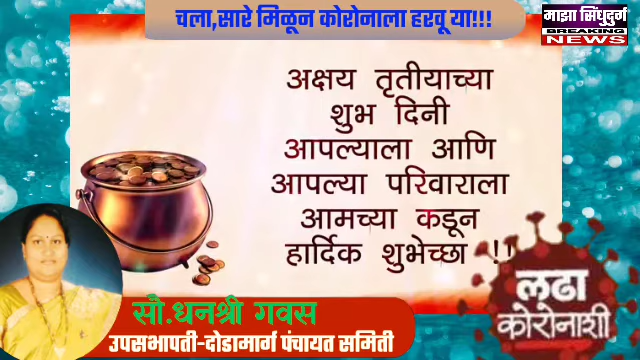 चला,सारे मिळून कोरोनाला हरवू या!!!
माझा सिंधुदुर्ग
BREAKING
NEWS
अक्षय तृतीयाच्या
शुभ दिनी
आपल्याला आणि
आपल्या परिवाराला
आमच्या कडून
हार्दिक शुभेच्छा !!
लढा
कोरोनाशी
सौ.धनश्री गवस
उपसभापती-दोडामार्ग पंचायत समिती